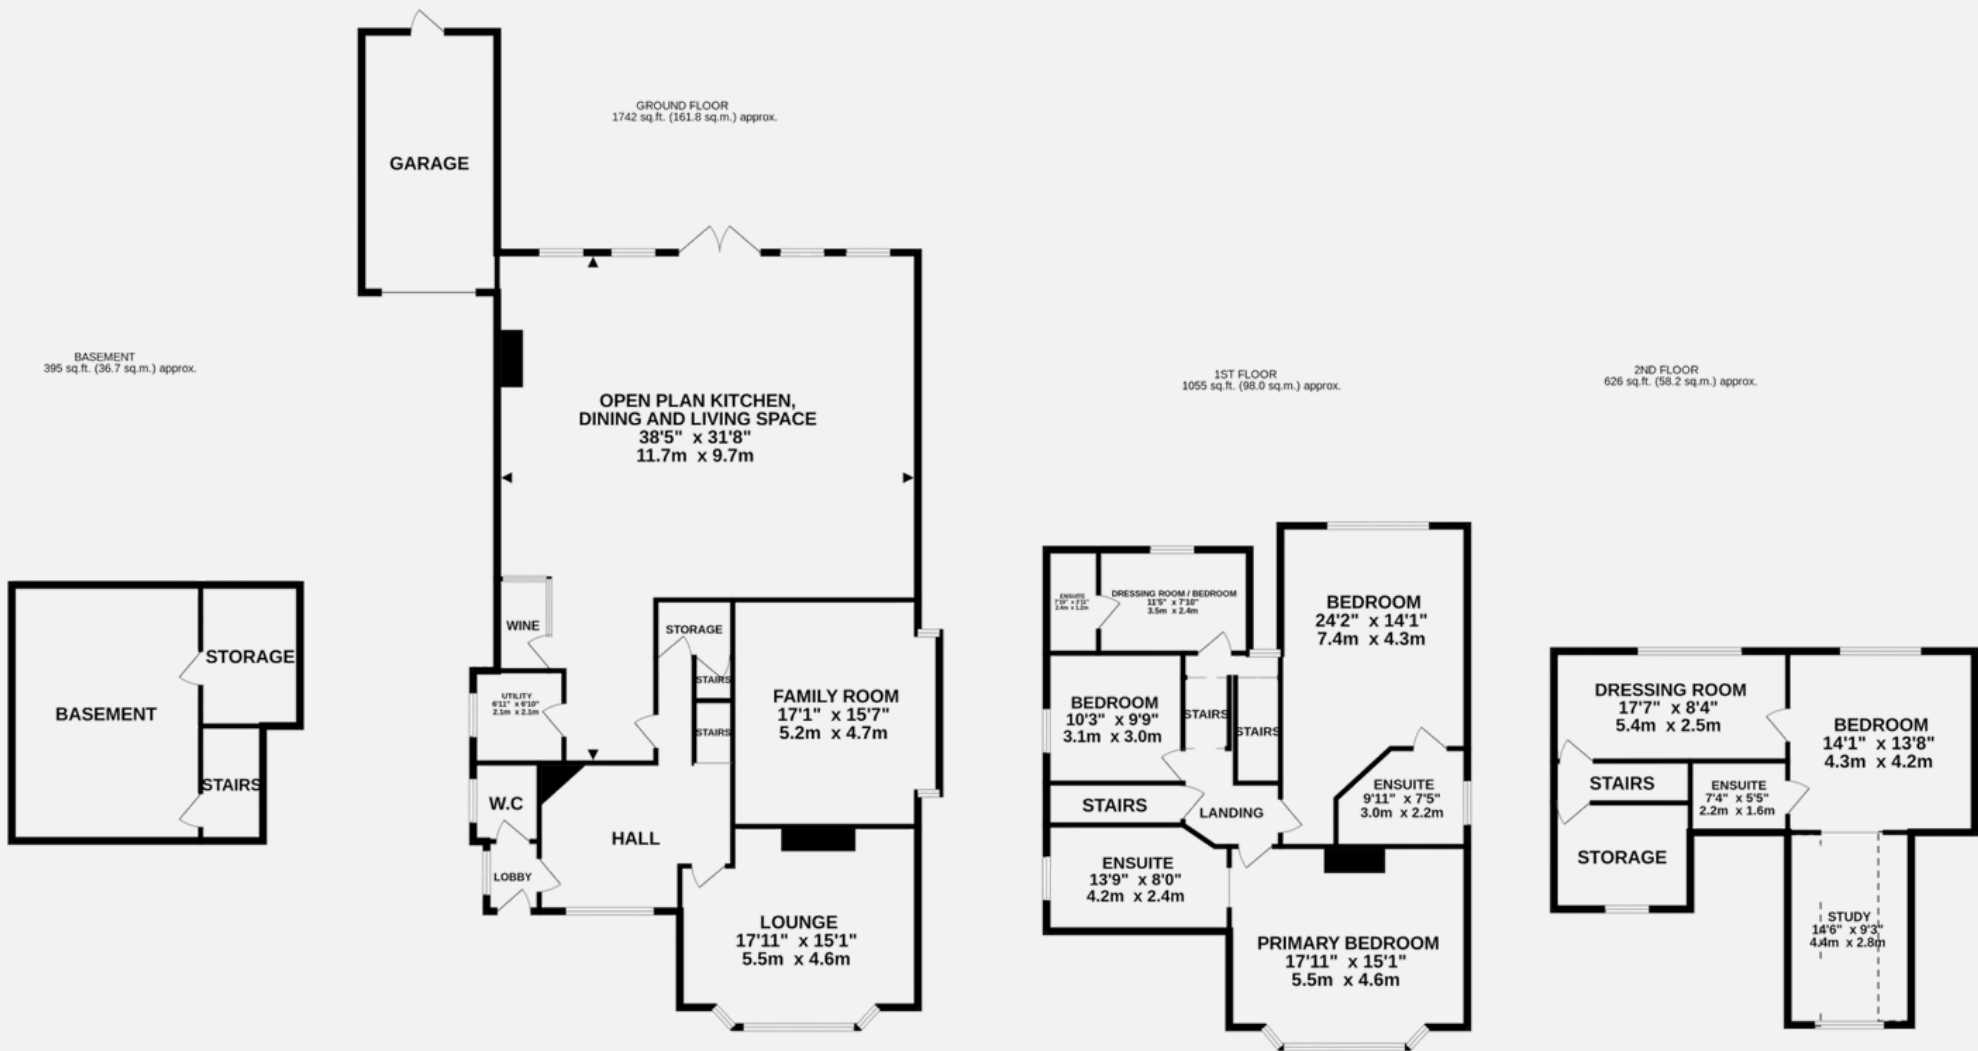 BASEMENT
395 sq.ft. (36.7 sq.m.) approx.
BASEMENT
STORAGE
STAIRS
GROUND FLOOR
1742 sq.ft. (161.8 sq.m.) approx.
GARAGE
OPEN PLAN KITCHEN,
DINING AND LIVING SPACE
38'5" x 31'8"
11.7m x 9.7m
WINE
STORAGE
STAIRS
STAIRS
UTILITY
6'11" x 6'10"
2.1m x 2.1m
FAMILY ROOM
17'1" x 15'7"
5.2m x 4.7m
W.C
HALL
LOBBY
LOUNGE
17'11" x 15'1"
5.5m x 4.6m
1ST FLOOR
1055 sq.ft. (98.0 sq.m.) approx.
ENSUITE
7'10" x 3'10"
2.4m x 1.2m
DRESSING ROOM / BEDROOM
11'5" x 7'10"
3.5m x 2.4m
BEDROOM
24'2" x 14'1"
7.4m x 4.3m
BEDROOM
10'3" x 9'9"
3.1m x 3.0m
STAIRS
STAIRS
STAIRS
LANDING
ENSUITE
9'11" x 7'5"
3.0m x 2.2m
ENSUITE
13'9" x 8'0"
4.2m x 2.4m
PRIMARY BEDROOM
17'11" x 15'1"
5.5m x 4.6m
2ND FLOOR
626 sq.ft. (58.2 sq.m.) approx.
DRESSING ROOM
17'7" x 8'4"
5.4m x 2.5m
BEDROOM
14'1" x 13'8"
4.3m x 4.2m
STAIRS
ENSUITE
7'4" x 5'5"
2.2m x 1.6m
STORAGE
STUDY
14'6" x 9'3"
4.4m x 2.8m